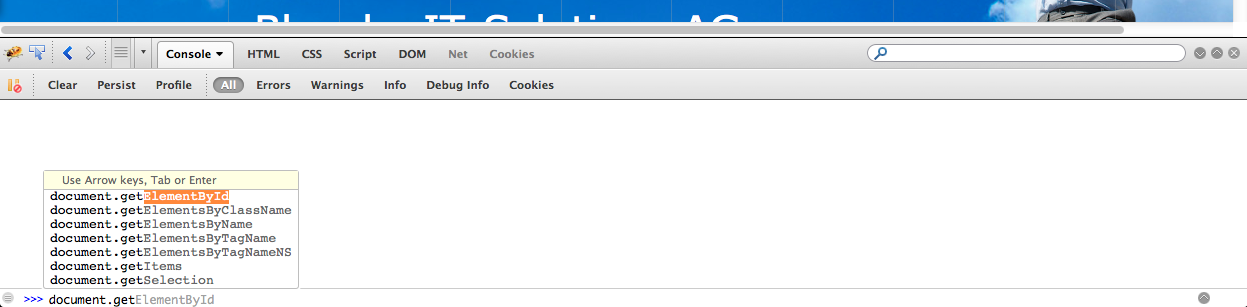 IT Solutions AG
Console HTML CSS Script DOM Net Cookies
Clear Persist Profile All Errors Warnings Info Debug Info Cookies
Use Arrow keys, Tab or Enter
document.getElementById
document.getElementsByClassName
document.getElementsByName
document.getElementsByTagName
document.getElementsByTagNameNS
document.getItems
document.getSelection
>>> document.getElementById